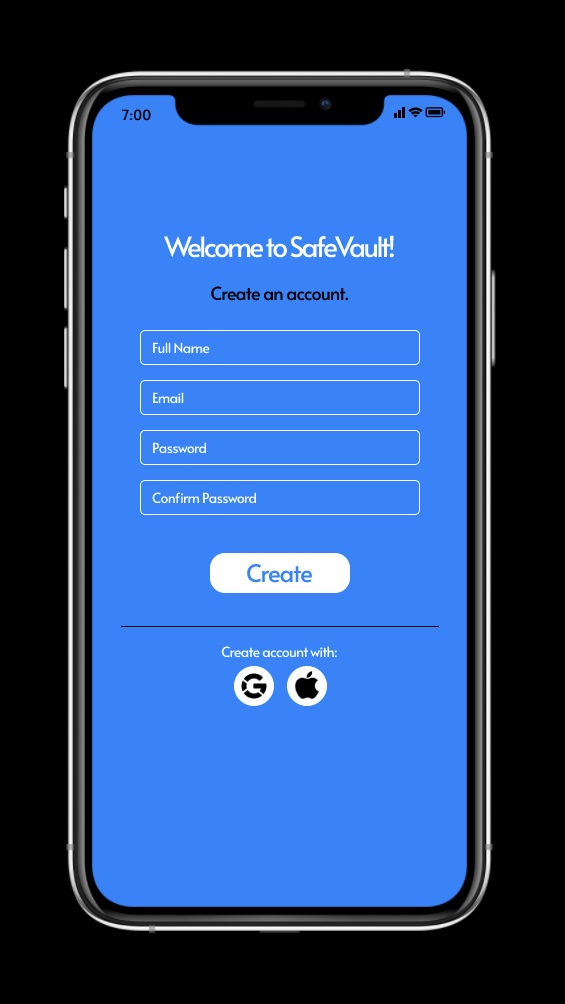 7:00
Welcome to SafeVault!
Create an account.
Full Name
Email
Password
Confirm Password
Create
Create account with:
G